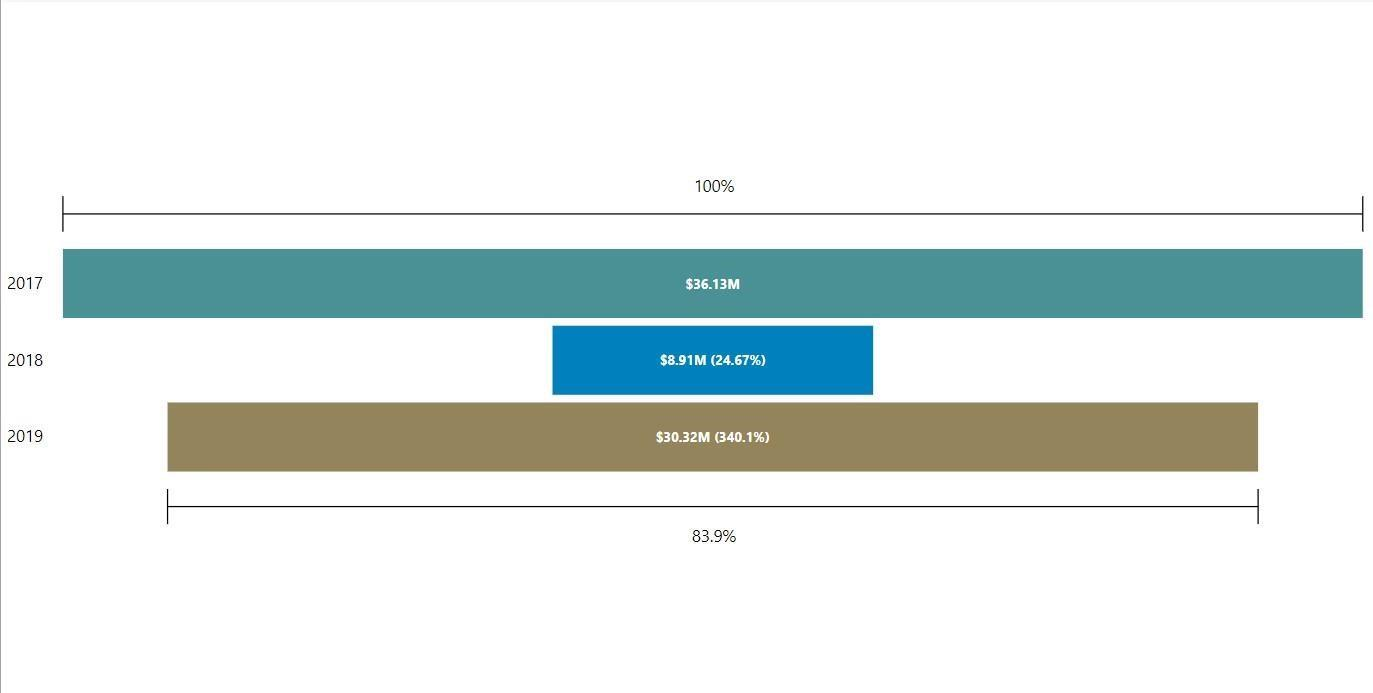 100%
2017 $36.13M
2018 $8.91M (24.67%)
2019 $30.32M (340.1%)
83.9%